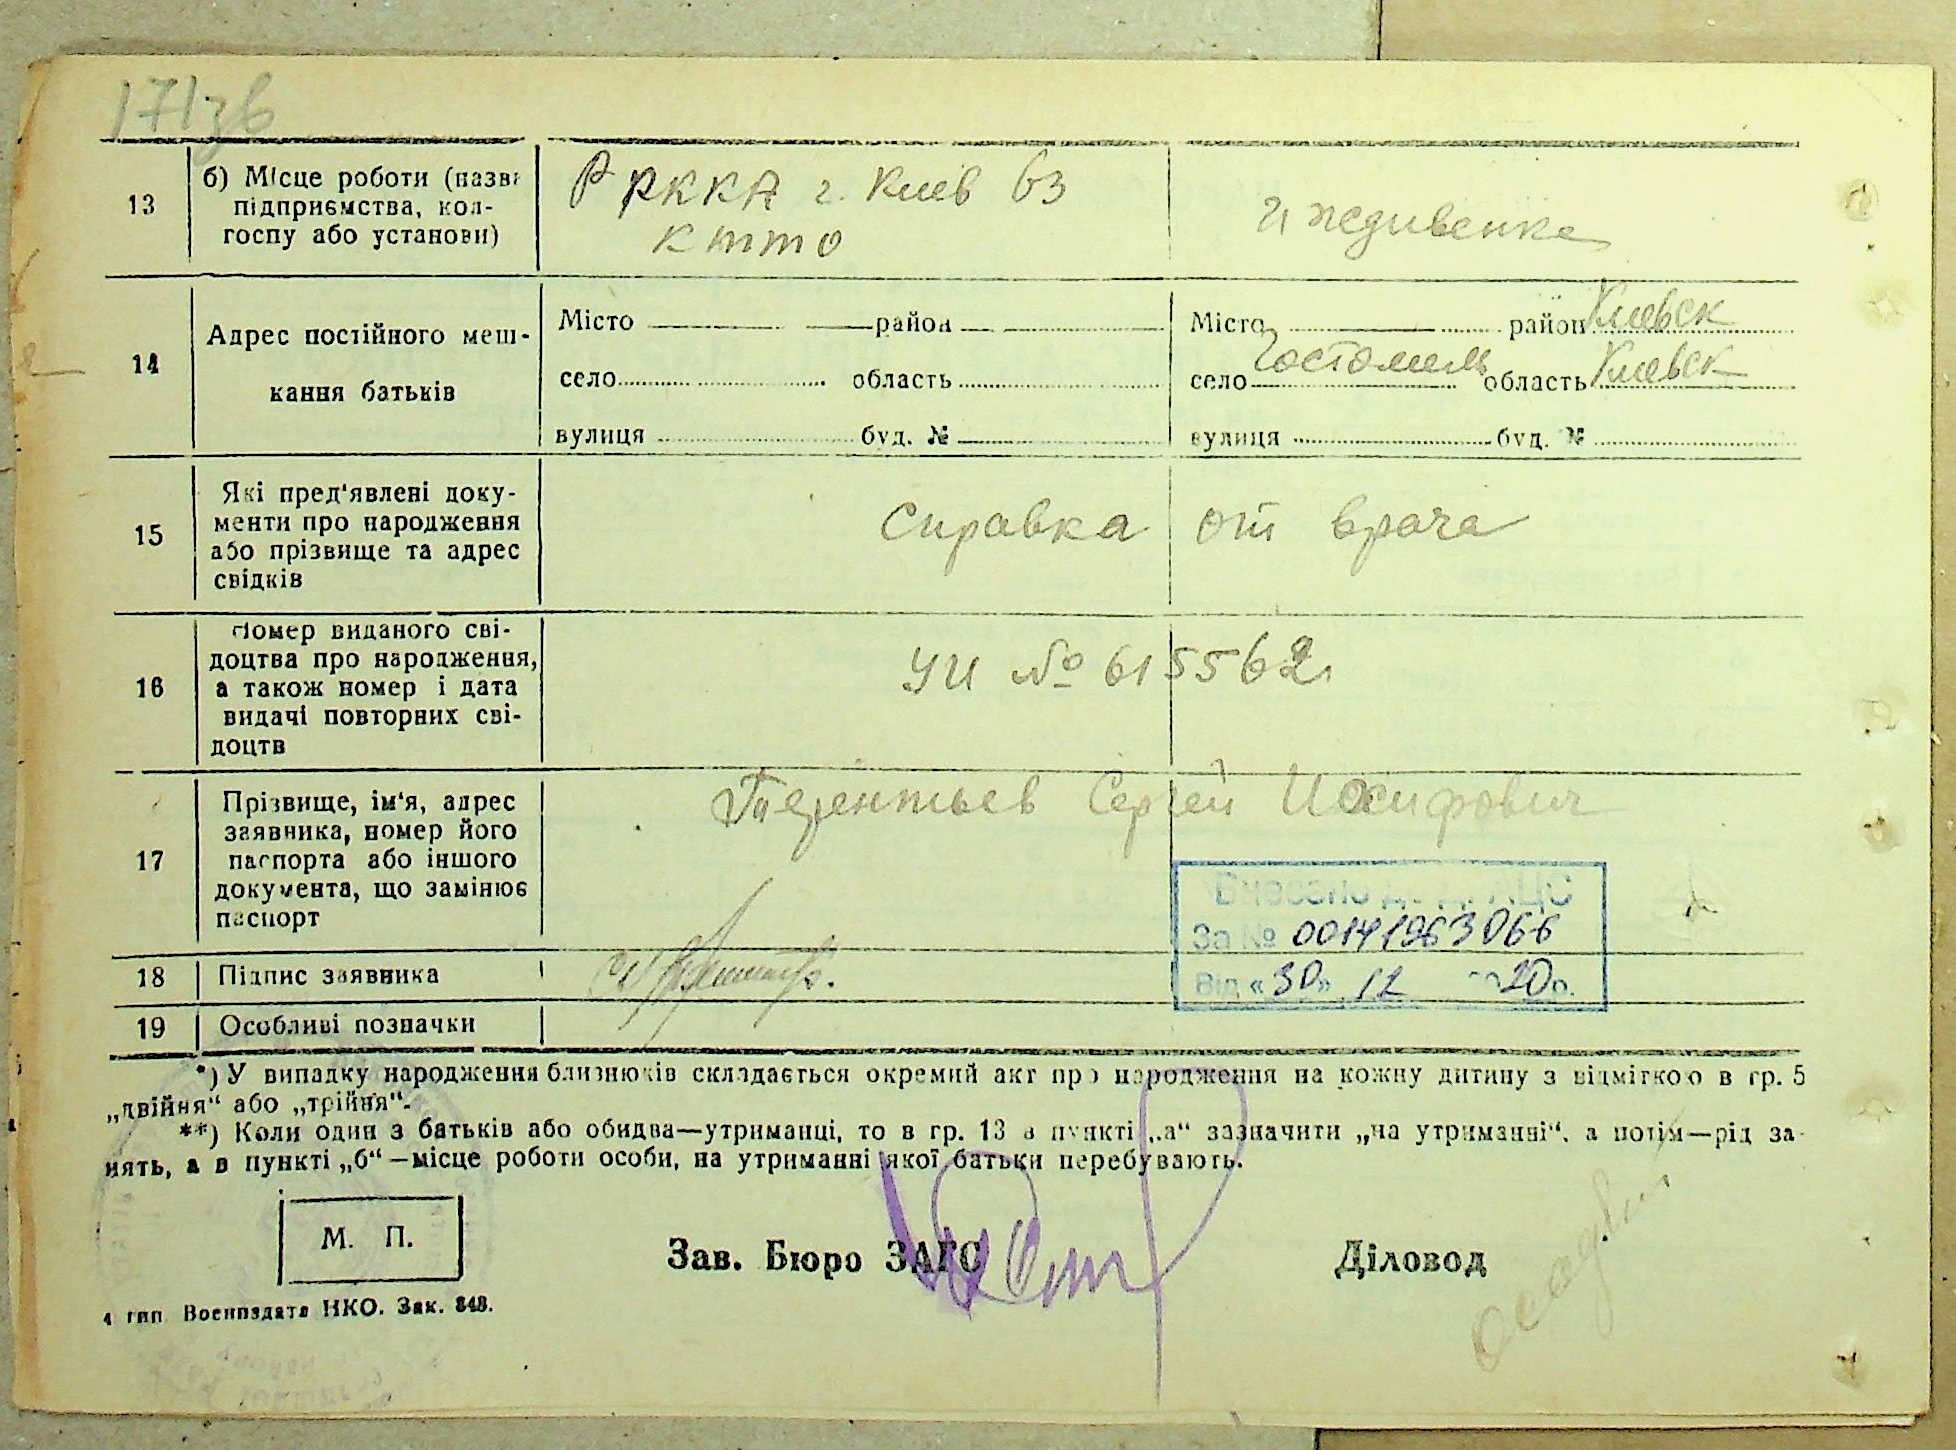 13
б) Місце роботи (назва
підприємства, кол-
госпу або установи)
РККА г. Киев
иждивенка
14
Адрес постійного меш-
кання батьків
Місто район
село область
вулиця буд. №
Місто район Киевск
село Гостомель область Киевск
вулиця буд. №
15
Які пред'явлені доку-
менти про народження
або прізвище та адрес
свідків
Справка от врача
16
Номер виданого сві-
доцтва про народження,
а також номер і дата
видачі повторних сві-
доцтв
УИ № 615562
17
Прізвище, ім'я, адрес
заявника, номер його
паспорта або іншого
документа, що замінює
паспорт
Терентьев Сергей Иосифович
Внесено до ДРАЦС
За № 00141963066
Від «30» 12 2020р.
18
Підпис заявника
19
Особливі позначки
*) У випадку народження близнюків складається окремий акт про народження на кожну дитину з відміткою в гр. 5
„двійня“ або „трійня“.
**) Коли один з батьків або обидва—утриманці, то в гр. 13 в пункті „а“ зазначити „на утриманні“, а потім—рід за-
нять, а в пункті „б“—місце роботи особи, на утриманні якої батьки перебувають.
М. П.
Зав. Бюро ЗАГС
Діловод
4 тип. Воениздата НКО. Зак. 848.